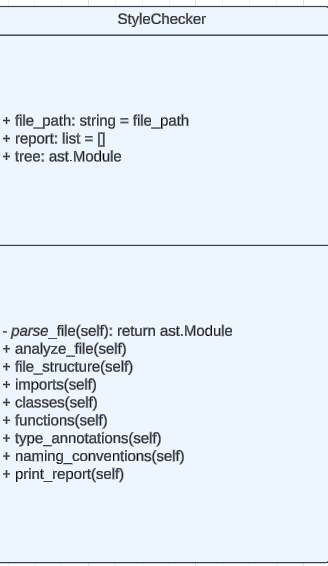 StyleChecker
+ file_path: string = file_path
+ report: list = []
+ tree: ast.Module
- parse_file(self): return ast.Module
+ analyze_file(self)
+ file_structure(self)
+ imports(self)
+ classes(self)
+ functions(self)
+ type_annotations(self)
+ naming_conventions(self)
+ print_report(self)